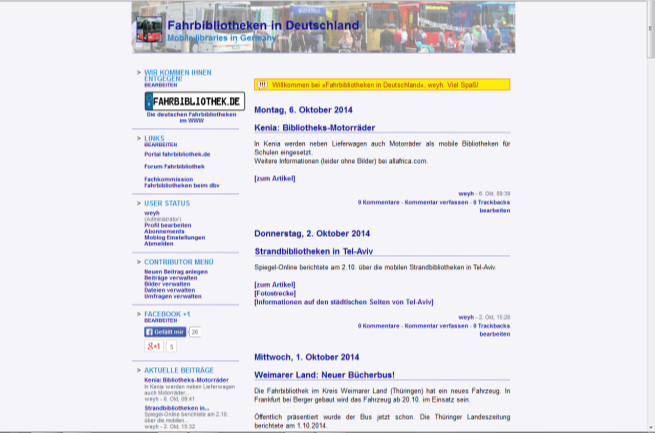 Fahrbibliotheken in Deutschland
Mobile libraries in Germany
> WIR KOMMEN IHNEN
ENTGEGEN!
BEARBEITEN
FAHRBIBLIOTHEK.DE
Die deutschen Fahrbibliotheken
im WWW
> LINKS
BEARBEITEN
Portal fahrbibliothek.de
Forum Fahrbibliothek
Fachkommission
Fahrbibliotheken beim dbv
> USER STATUS
weyh
(Administrator)
Profil bearbeiten
Abonnements
Moblog Einstellungen
Abmelden
> CONTRIBUTOR MENÜ
Neuen Beitrag anlegen
Beiträge verwalten
Bilder verwalten
Dateien verwalten
Umfragen verwalten
> FACEBOOK +1
BEARBEITEN
Gefällt mir 26
g+1 5
> AKTUELLE BEITRÄGE
Kenia: Bibliotheks-Motorräder
In Kenia werden neben Lieferwagen
auch Motorräder...
weyh - 6. Okt, 09:41
Strandbibliotheken in...
Spiegel-Online berichtete am 2.10.
über die mobilen...
weyh - 2. Okt, 15:32
!!! Willkommen bei »Fahrbibliotheken in Deutschland«, weyh. Viel Spaß!
Montag, 6. Oktober 2014
Kenia: Bibliotheks-Motorräder
In Kenia werden neben Lieferwagen auch Motorräder als mobile Bibliotheken für
Schulen eingesetzt.
Weitere Informationen (leider ohne Bilder) bei allafrica.com.
[zum Artikel]
weyh - 6. Okt, 09:38
0 Kommentare - Kommentar verfassen - 0 Trackbacks
bearbeiten
Donnerstag, 2. Oktober 2014
Strandbibliotheken in Tel-Aviv
Spiegel-Online berichtete am 2.10. über die mobilen Strandbibliotheken in Tel-Aviv.
[zum Artikel]
[Fotostrecke]
[Informationen auf den städtischen Seiten von Tel-Aviv]
weyh - 2. Okt, 15:28
0 Kommentare - Kommentar verfassen - 0 Trackbacks
bearbeiten
Mittwoch, 1. Oktober 2014
Weimarer Land: Neuer Bücherbus!
Die Fahrbibliothek im Kreis Weimarer Land (Thüringen) hat ein neues Fahrzeug. In
Frankfurt bei Berger gebaut wird das Fahrzeug ab 20.10. im Einsatz sein.
Öffentlich präsentiert wurde der Bus jetzt schon. Die Thüringer Landeszeitung
berichtete am 1.10.2014.